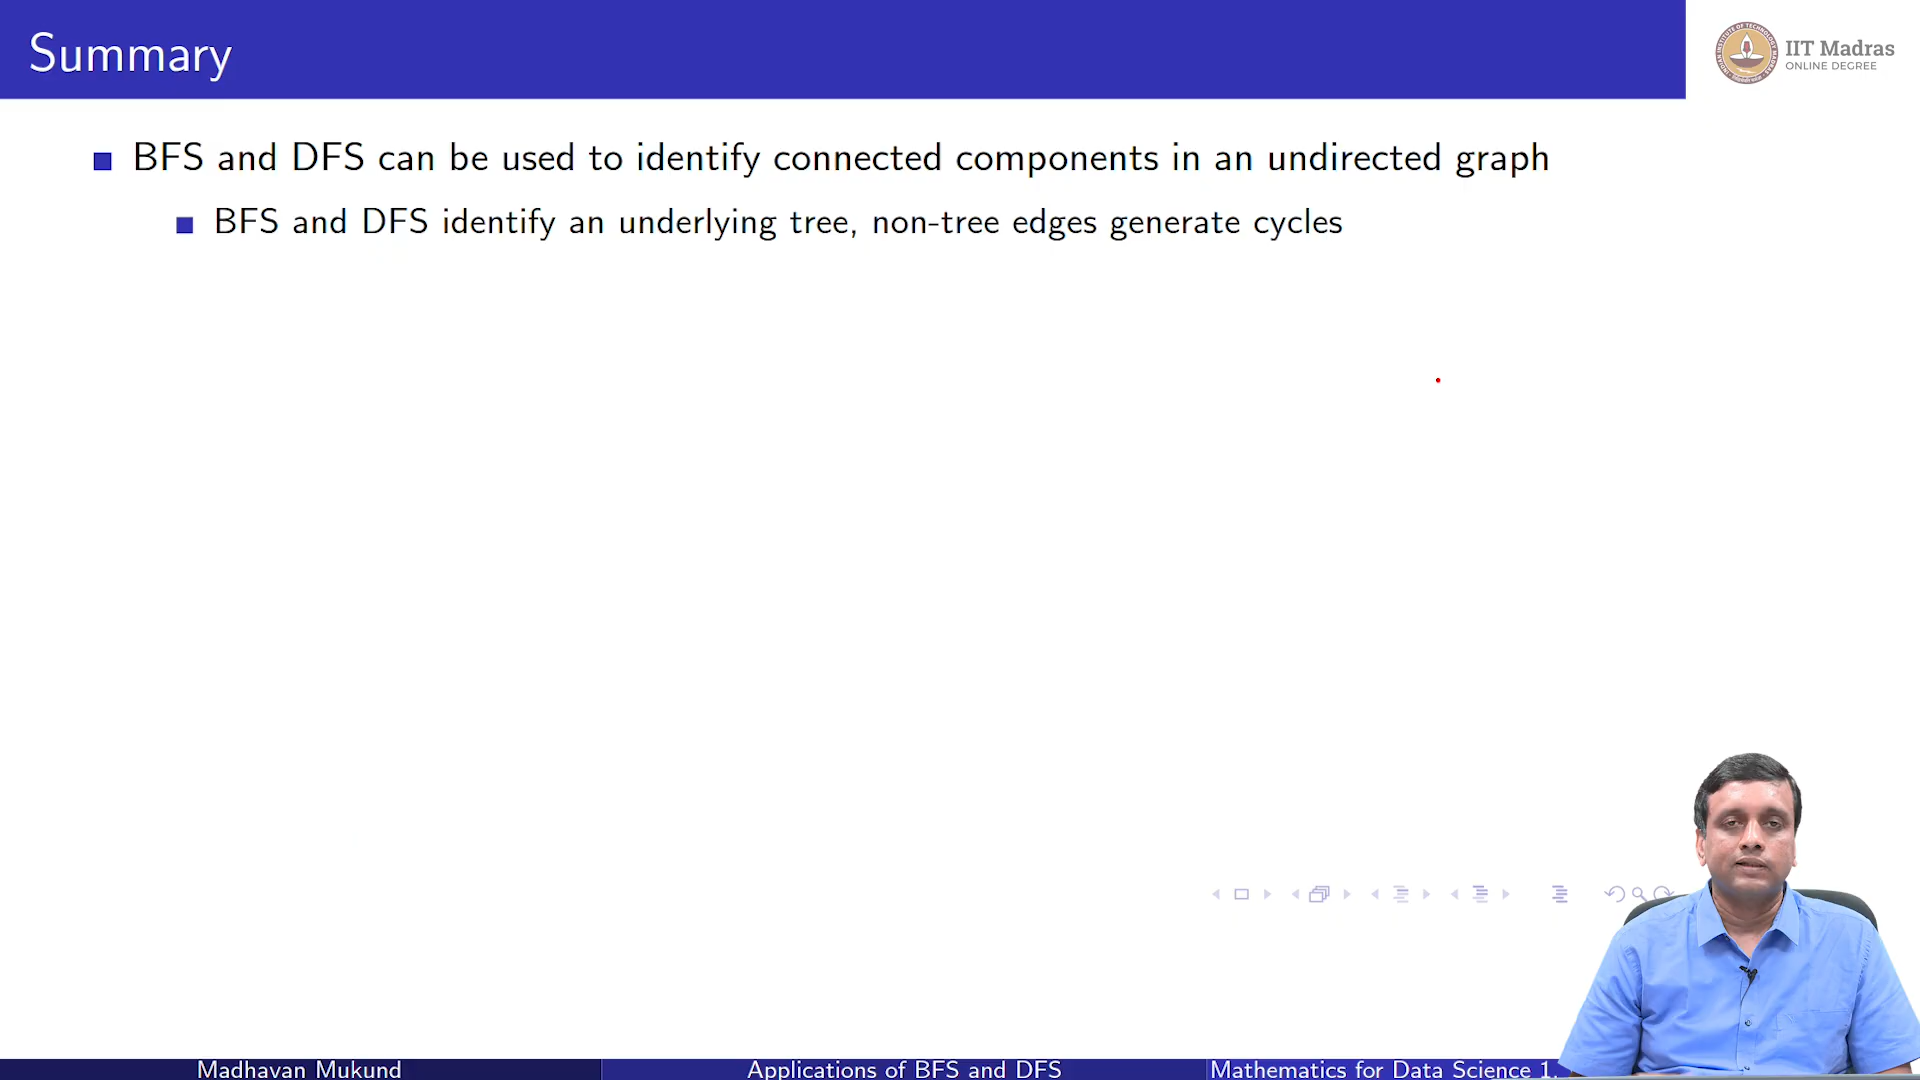 Summary
IIT Madras
ONLINE DEGREE
BFS and DFS can be used to identify connected components in an undirected graph
BFS and DFS identify an underlying tree, non-tree edges generate cycles
Madhavan Mukund
Applications of BFS and DFS
Mathematics for Data Science 1,